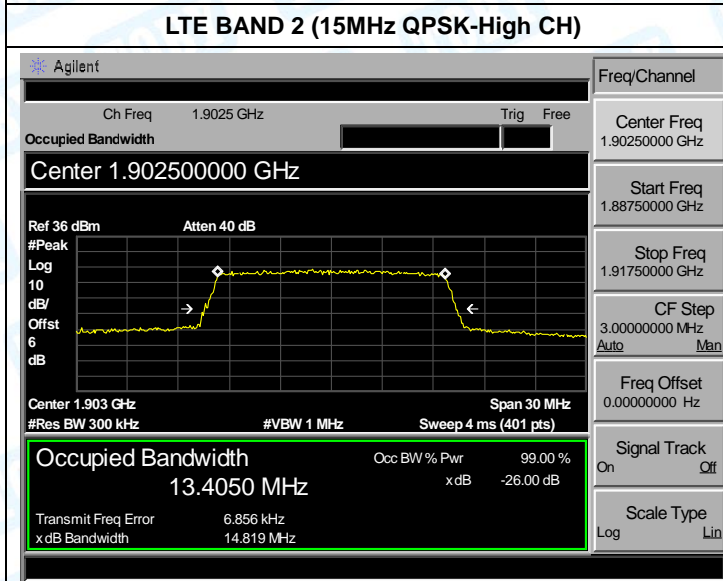 LTE BAND 2 (15MHz QPSK-High CH)
Agilent
Freq/Channel
Ch Freq 1.9025 GHz Trig Free
Occupied Bandwidth
Center 1.902500000 GHz
Center Freq
1.90250000 GHz
Start Freq
1.88750000 GHz
Stop Freq
1.91750000 GHz
CF Step
3.00000000 MHz
Auto Man
Freq Offset
0.00000000 Hz
Signal Track
On Off
Scale Type
Log Lin
Ref 36 dBm Atten 40 dB
#Peak
Log
10
dB/
Offst
6
dB
Center 1.903 GHz Span 30 MHz
#Res BW 300 kHz #VBW 1 MHz Sweep 4 ms (401 pts)
Occupied Bandwidth Occ BW % Pwr 99.00 %
13.4050 MHz x dB -26.00 dB
Transmit Freq Error 6.856 kHz
x dB Bandwidth 14.819 MHz